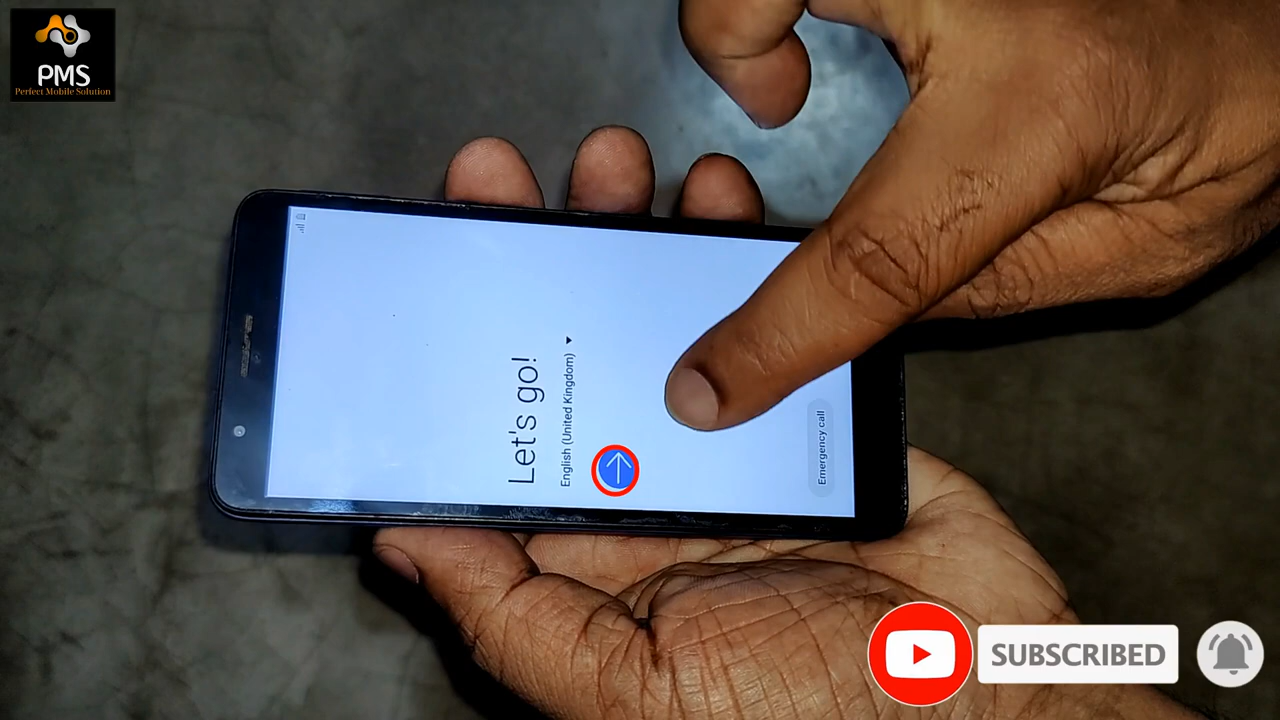 PMS
Perfect Mobile Solution
Let's go!
English (United Kingdom)
Emergency call
SUBSCRIBED